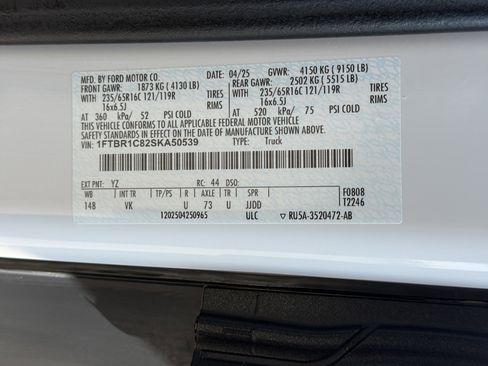 MFD. BY FORD MOTOR CO. 04/25 GVWR: 4150 KG ( 9150 LB)
FRONT GAWR: 1873 KG ( 4130 LB) REAR GAWR: 2502 KG ( 5515 LB)
WITH 235/65R16C 121/119R TIRES WITH 235/65R16C 121/119R TIRES
16x6.5J RIMS 16x6.5J RIMS
AT 360 kPa/ 52 PSI COLD AT 520 kPa/ 75 PSI COLD
THIS VEHICLE CONFORMS TO ALL APPLICABLE FEDERAL MOTOR VEHICLE
SAFETY STANDARDS IN EFFECT ON THE DATE OF MANUFACTURE SHOWN ABOVE.
VIN: 1FTBR1C82SKA50539 TYPE: Truck
EXT PNT: YZ RC: 44 DSO:
WB INT TR TP/PS R AXLE TR SPR F0808
148 VK U 73 U JJDD T2246
1202504250965 ULC RU5A-3520472-AB